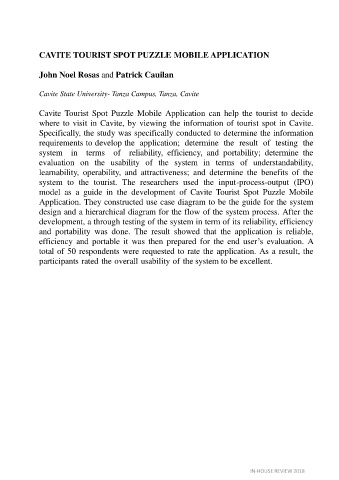 CAVITE TOURIST SPOT PUZZLE MOBILE APPLICATION
John Noel Rosas and Patrick Cauilan
Cavite State University- Tanza Campus, Tanza, Cavite
Cavite Tourist Spot Puzzle Mobile Application can help the tourist to decide
where to visit in Cavite, by viewing the information of tourist spot in Cavite.
Specifically, the study was specifically conducted to determine the information
requirements to develop the application; determine the result of testing the
system in terms of reliability, efficiency, and portability; determine the
evaluation on the usability of the system in terms of understandability,
learnability, operability, and attractiveness; and determine the benefits of the
system to the tourist. The researchers used the input-process-output (IPO)
model as a guide in the development of Cavite Tourist Spot Puzzle Mobile
Application. They constructed use case diagram to be the guide for the system
design and a hierarchical diagram for the flow of the system process. After the
development, a through testing of the system in term of its reliability, efficiency
and portability was done. The result showed that the application is reliable,
efficiency and portable it was then prepared for the end user's evaluation. A
total of 50 respondents were requested to rate the application. As a result, the
participants rated the overall usability of the system to be excellent.
IN-HOUSE REVIEW 2018